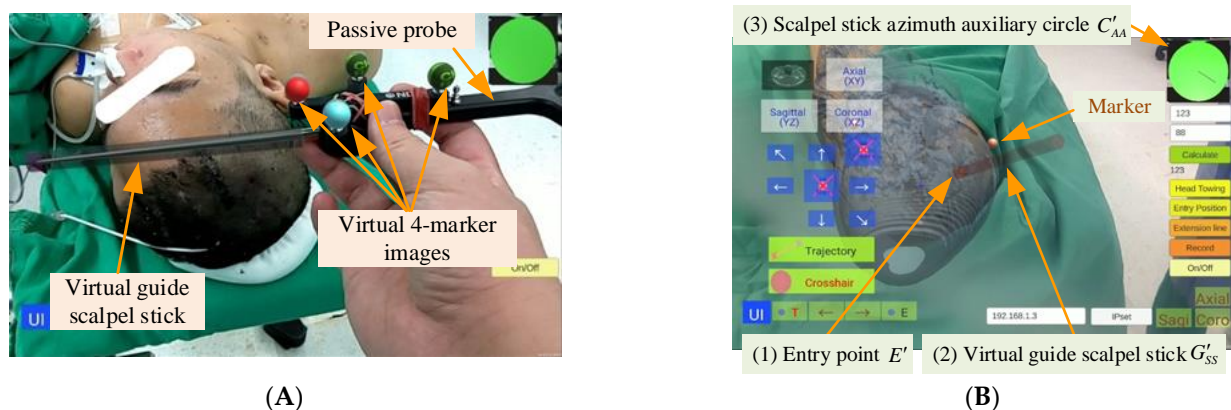 Passive probe
Virtual 4-marker
images
Virtual guide
scalpel stick
UI
On/Off
(A)
(3) Scalpel stick azimuth auxiliary circle C'AA
Axial
(XY)
Sagittal
(YZ)
Coronal
(XZ)
Marker
123
88
Calculate
123
Head Towing
Entry Position
Extension line
Record
On/Off
Trajectory
Crosshair
UI
T
E
192.168.1.3
IPset
Axial
Sagi
Coro
(1) Entry point E'
(2) Virtual guide scalpel stick G'SS
(B)